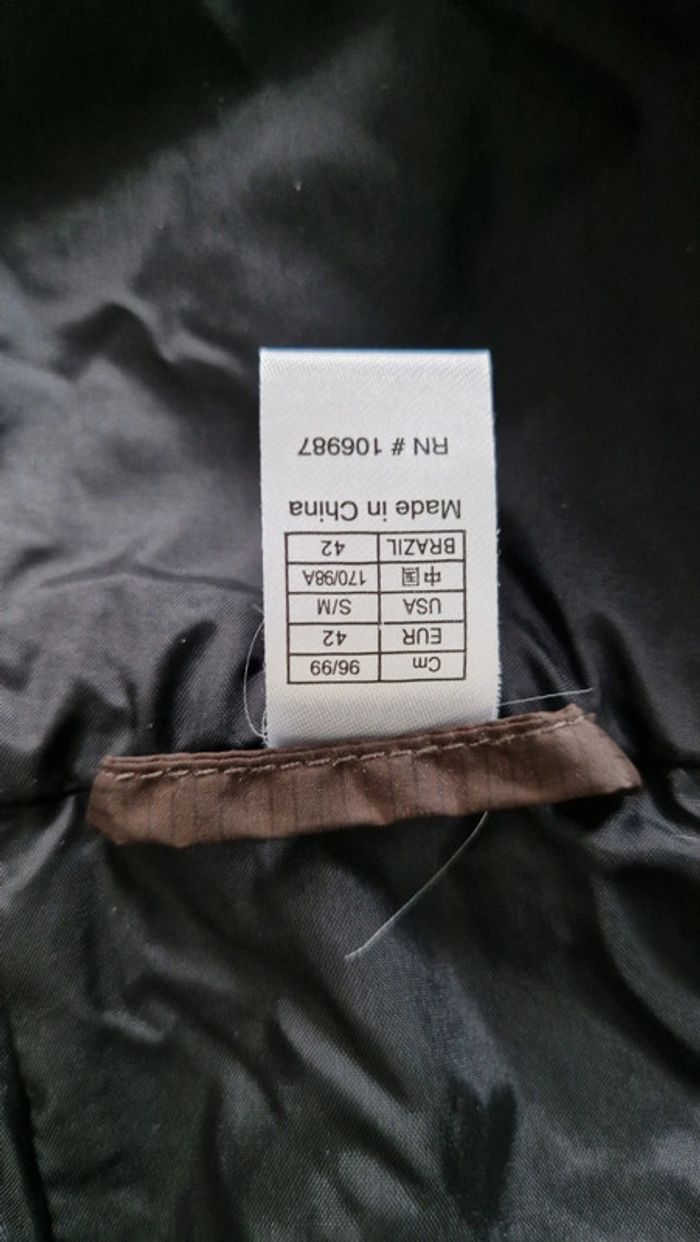 Cm 96/99
EUR 42
USA S/M
中国 170/98A
BRAZIL 42
Made in China
RN # 106987